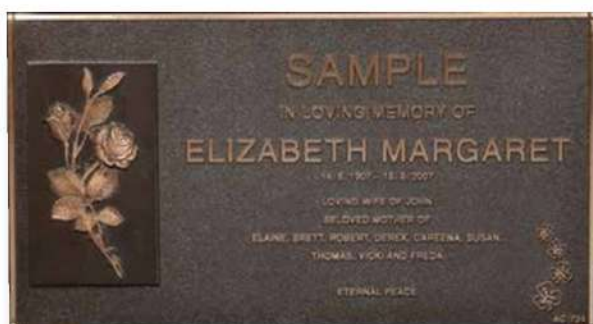 SAMPLE
IN LOVING MEMORY OF
ELIZABETH MARGARET
LOVING WIFE OF JOHN
BELOVED MOTHER OF
ELAINE, BRETT, ROBERT, DEREK, CAREENA, SUSAN,
THOMAS, VICKI AND FREDA
ETERNAL PEACE